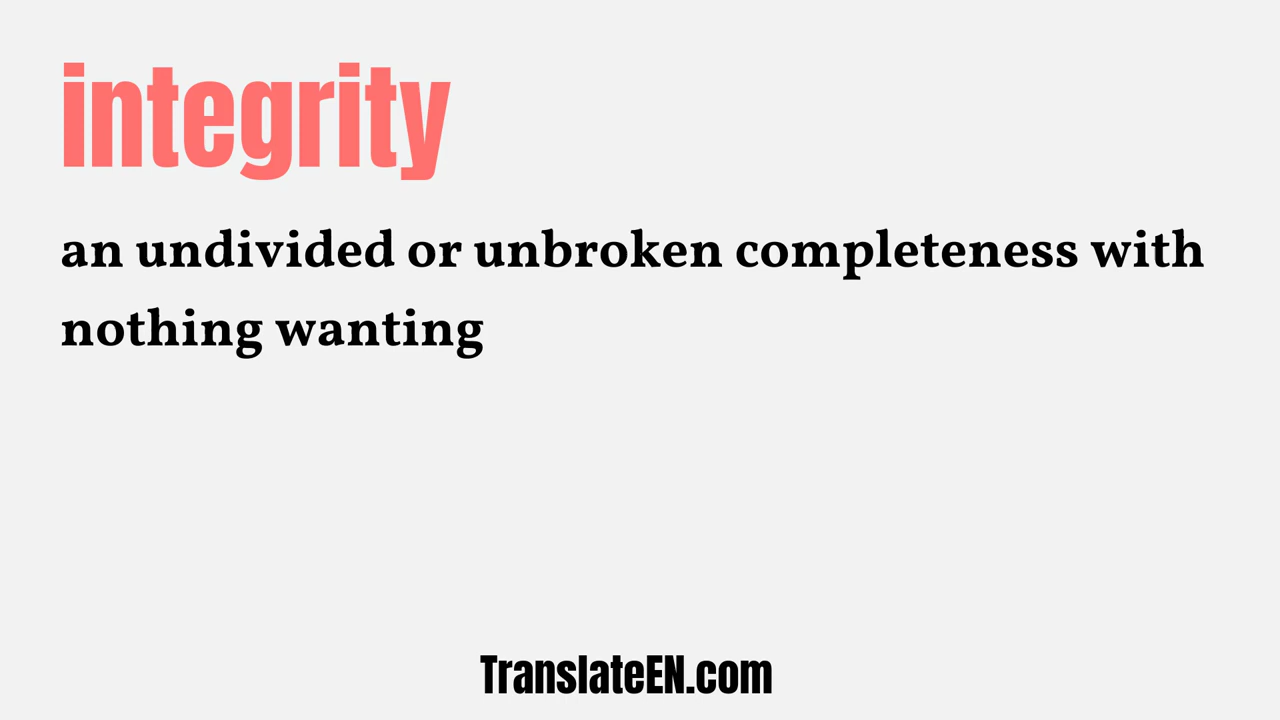 integrity
an undivided or unbroken completeness with
nothing wanting
TranslateEN.com